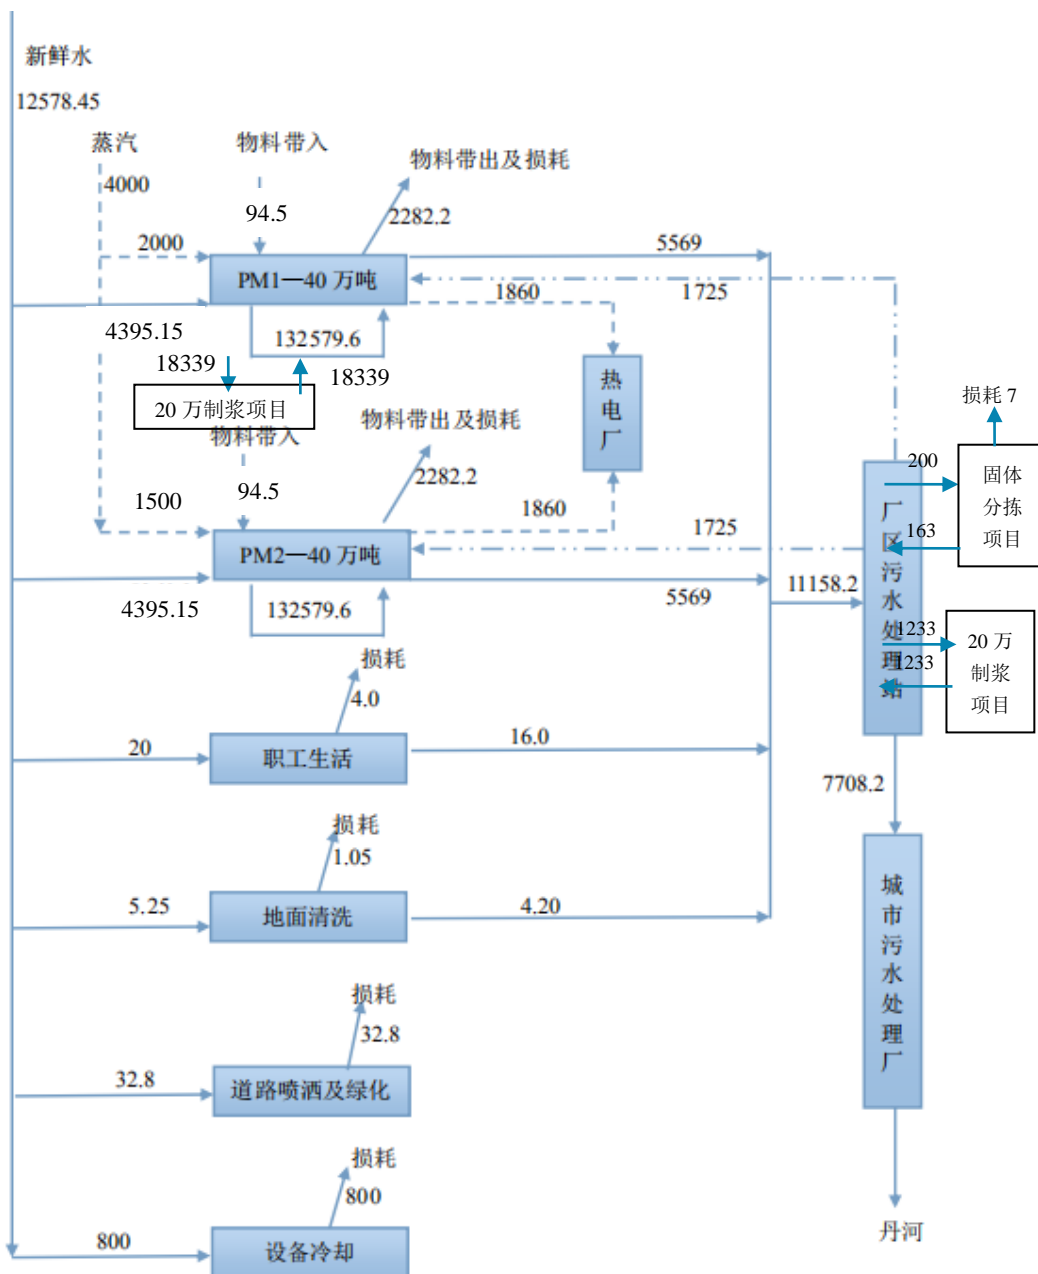 新鲜水
12578.45
蒸汽
物料带入
物料带出及损耗
4000
94.5
2282.2
2000
5569
PM1—40 万吨
1860
1725
4395.15
132579.6
18339
18339
20 万制浆项目
热
电
厂
损耗 7
物料带入
物料带出及损耗
200
固体
分拣
项目
163
2282.2
94.5
1500
1860
1725
PM2—40 万吨
厂
区
污
水
处
理
站
4395.15
132579.6
5569
11158.2
1233
1233
20 万
制浆
项目
损耗
4.0
20
职工生活
16.0
7708.2
损耗
1.05
5.25
地面清洗
4.20
城
市
污
水
处
理
厂
损耗
32.8
32.8
道路喷洒及绿化
损耗
800
800
设备冷却
丹河